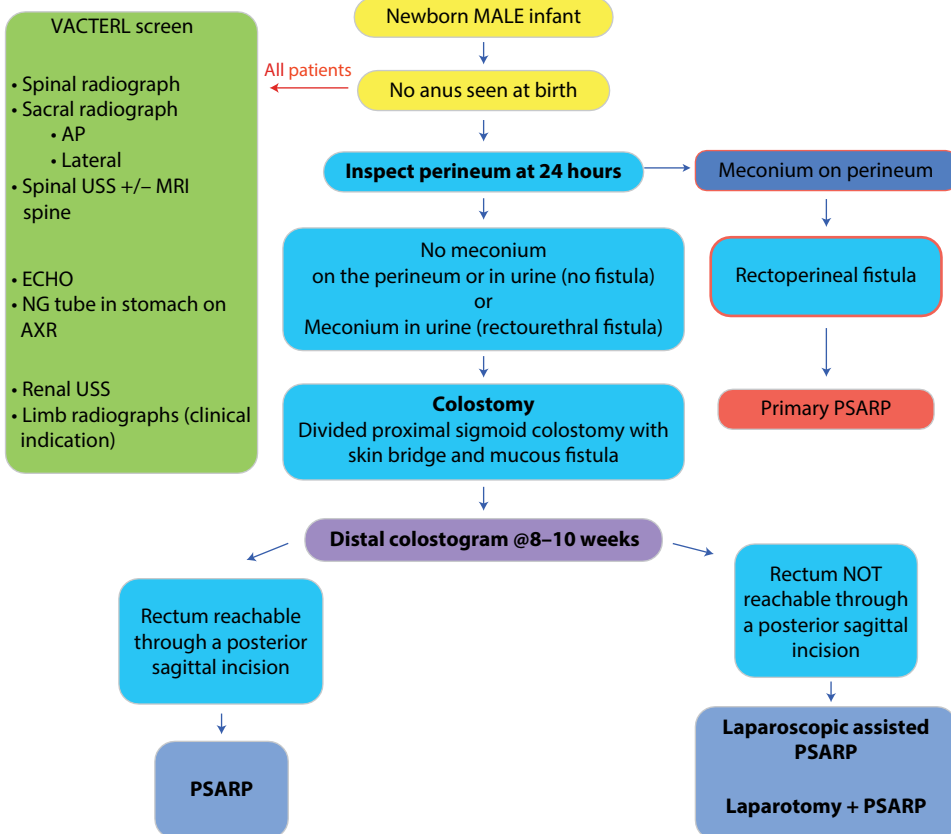 VACTERL screen
• Spinal radiograph
• Sacral radiograph
• AP
• Lateral
• Spinal USS +/– MRI
spine
• ECHO
• NG tube in stomach on
AXR
• Renal USS
• Limb radiographs (clinical
indication)
Newborn MALE infant
All patients
No anus seen at birth
Inspect perineum at 24 hours
Meconium on perineum
No meconium
on the perineum or in urine (no fistula)
or
Meconium in urine (rectourethral fistula)
Rectoperineal fistula
Primary PSARP
Colostomy
Divided proximal sigmoid colostomy with
skin bridge and mucous fistula
Distal colostogram @8–10 weeks
Rectum reachable
through a posterior
sagittal incision
Rectum NOT
reachable through
a posterior sagittal
incision
PSARP
Laparoscopic assisted
PSARP
Laparotomy + PSARP